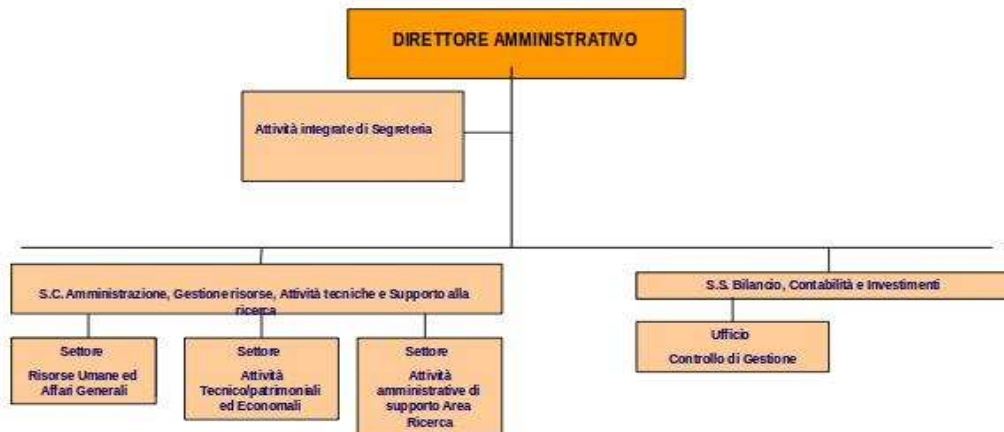 DIRETTORE AMMINISTRATIVO
Attività integrate di Segreteria
S.C. Amministrazione, Gestione risorse, Attività tecniche e Supporto alla
ricerca
S.S. Bilancio, Contabilità e Investimenti
Settore
Risorse Umane ed
Affari Generali
Settore
Attività
Tecnico/patrimoniali
ed Economali
Settore
Attività
amministrative di
supporto Area
Ricerca
Ufficio
Controllo di Gestione